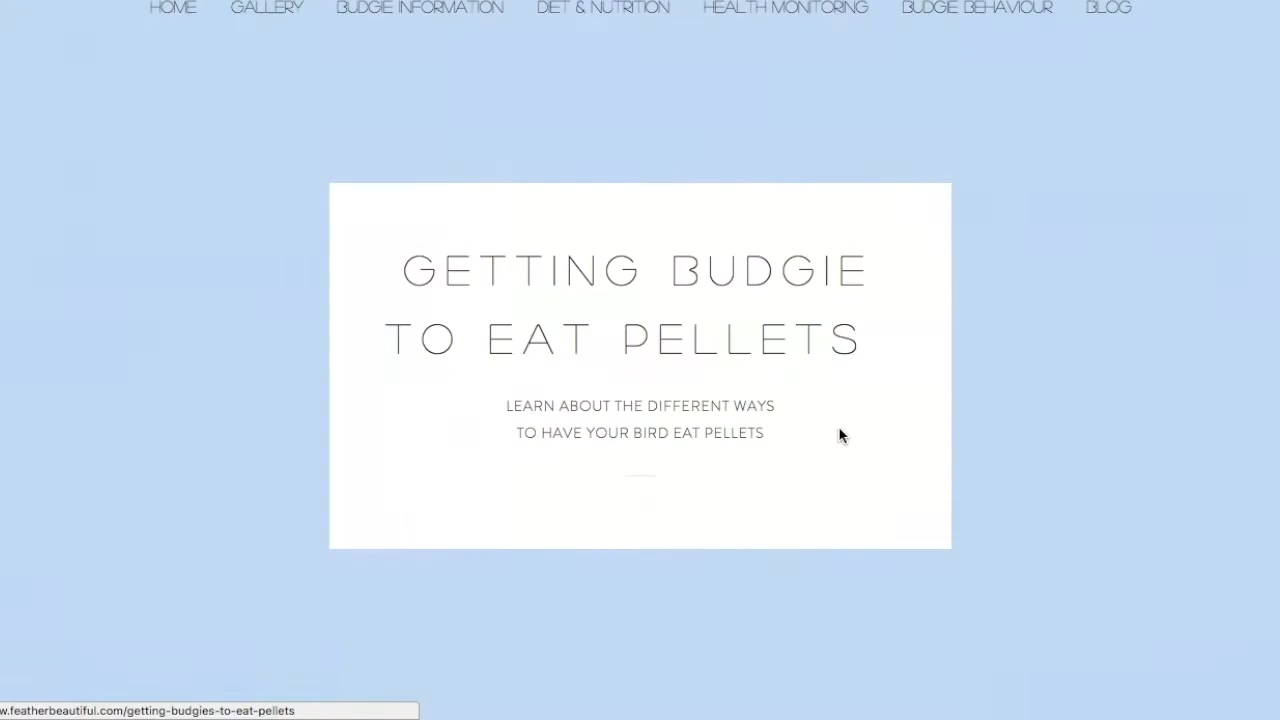 HOME GALLERY BUDGIE INFORMATION DIET & NUTRITION HEALTH MONITORING BUDGIE BEHAVIOUR BLOG
GETTING BUDGIE
TO EAT PELLETS
LEARN ABOUT THE DIFFERENT WAYS
TO HAVE YOUR BIRD EAT PELLETS
w.featherbeautiful.com/getting-budgies-to-eat-pellets